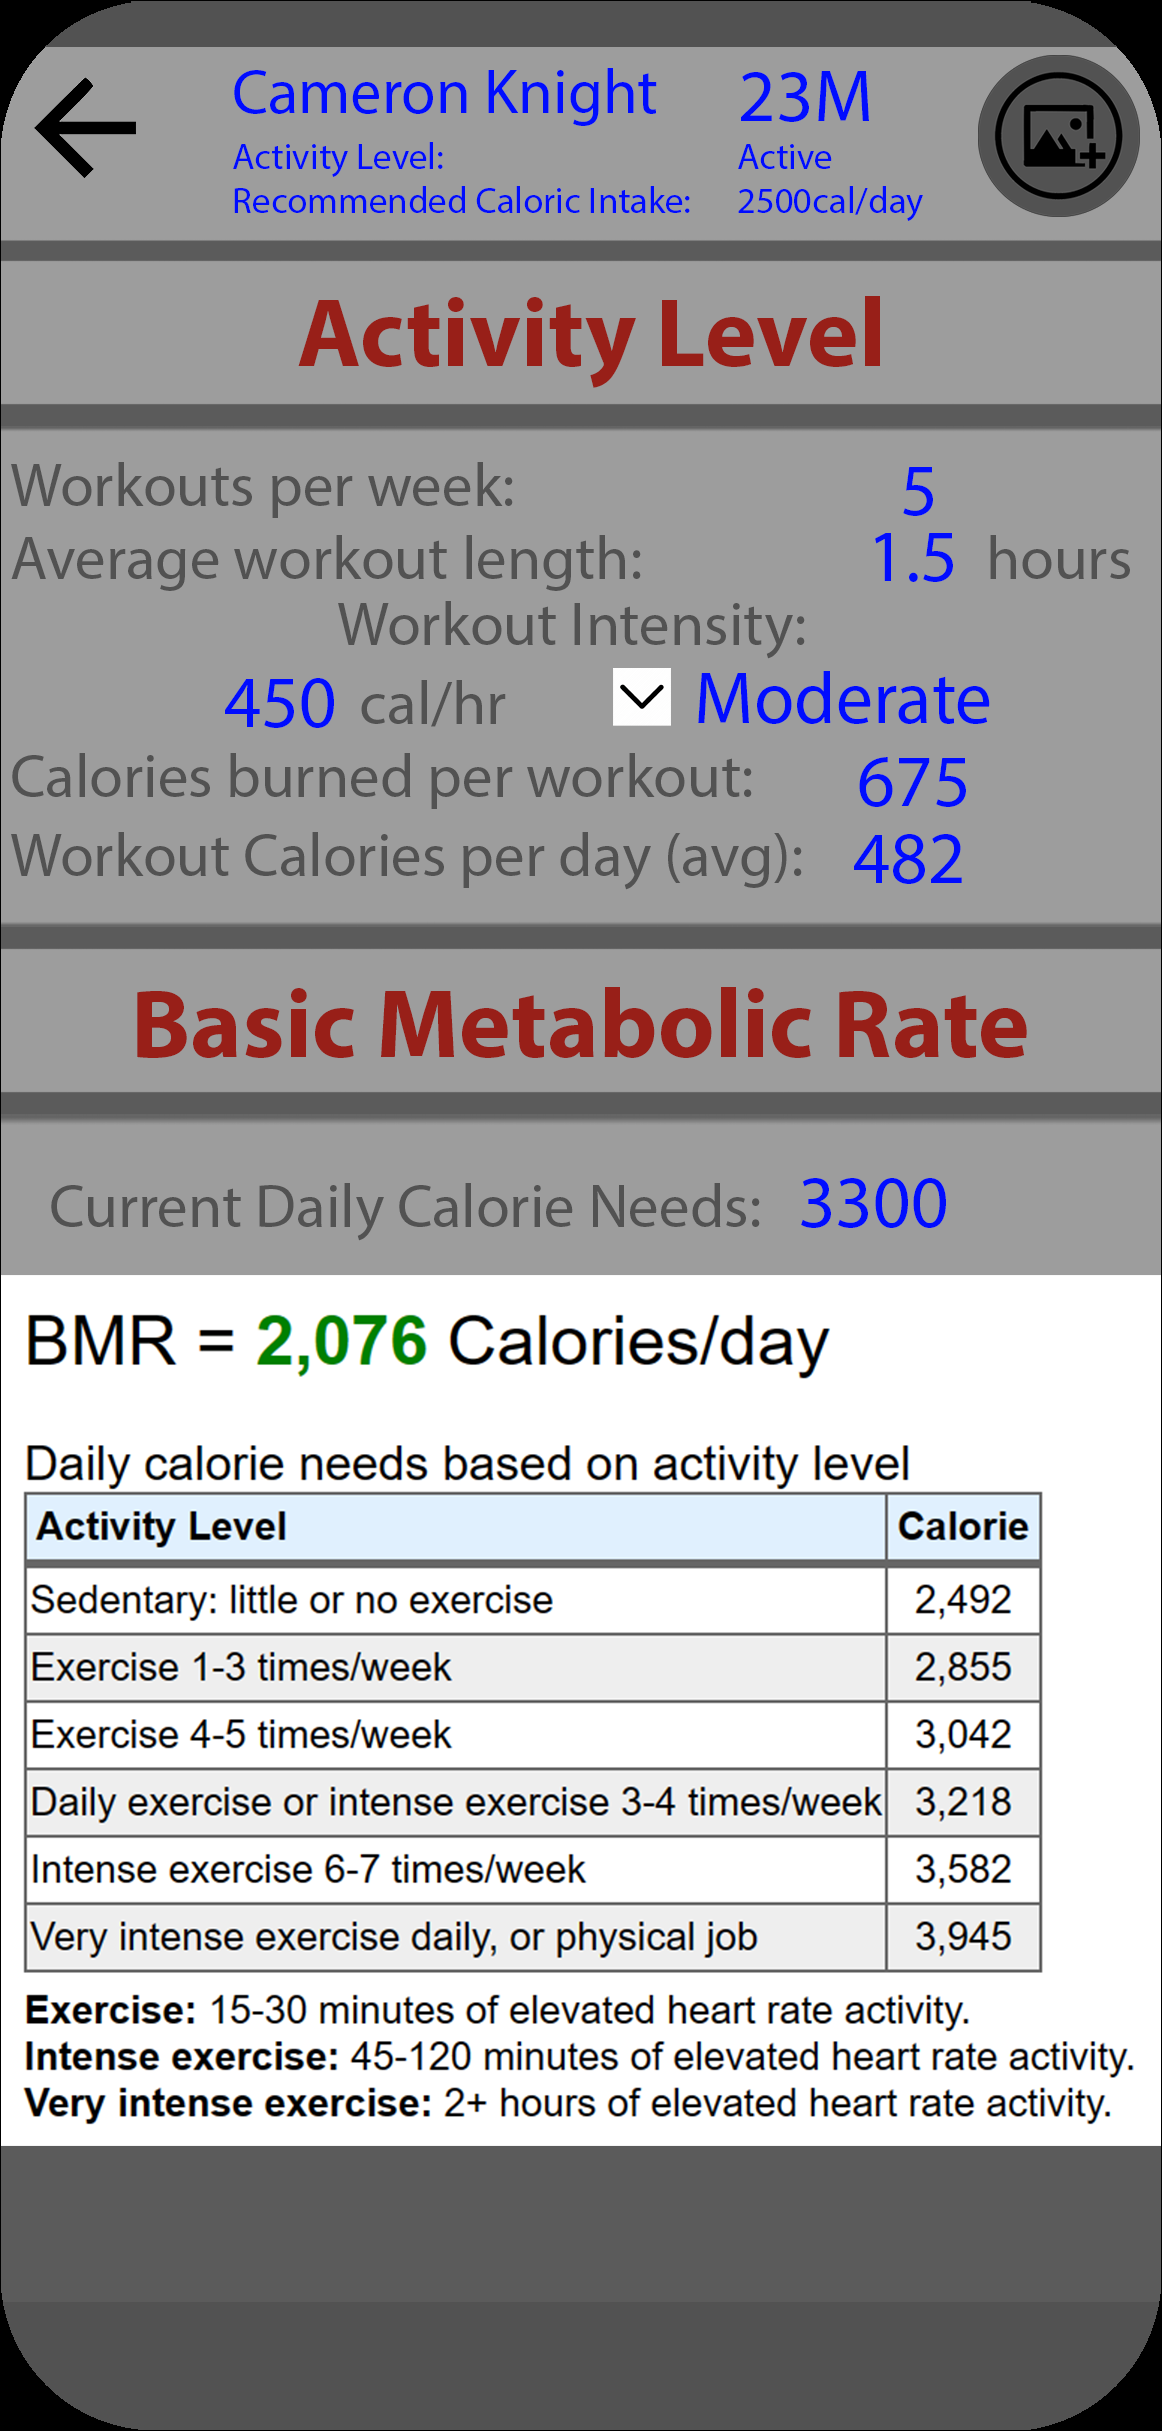 Cameron Knight 23M
Activity Level: Active
Recommended Caloric Intake: 2500cal/day
Activity Level
Workouts per week: 5
Average workout length: 1.5 hours
Workout Intensity:
450 cal/hr Moderate
Calories burned per workout: 675
Workout Calories per day (avg): 482
Basic Metabolic Rate
Current Daily Calorie Needs: 3300
BMR = 2,076 Calories/day
Daily calorie needs based on activity level
Activity Level Calorie
Sedentary: little or no exercise 2,492
Exercise 1-3 times/week 2,855
Exercise 4-5 times/week 3,042
Daily exercise or intense exercise 3-4 times/week 3,218
Intense exercise 6-7 times/week 3,582
Very intense exercise daily, or physical job 3,945
Exercise: 15-30 minutes of elevated heart rate activity.
Intense exercise: 45-120 minutes of elevated heart rate activity.
Very intense exercise: 2+ hours of elevated heart rate activity.